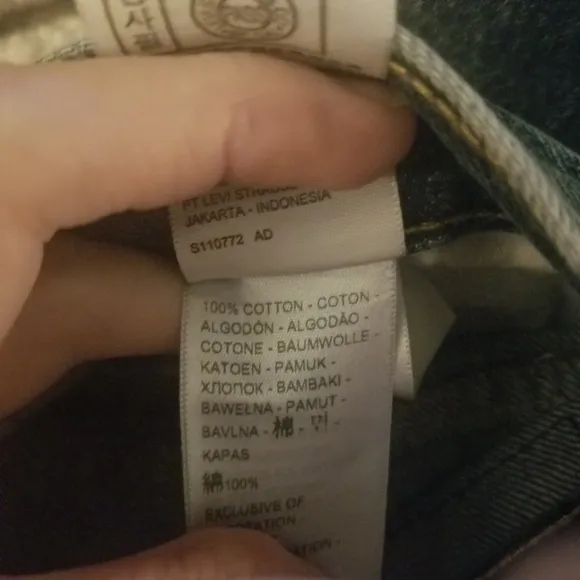 PT LEVI STRAUSS
JAKARTA - INDONESIA
S110772 AD
100% COTTON - COTON -
ALGODÓN - ALGODÃO -
COTONE - BAUMWOLLE -
KATOEN - PAMUK -
ХЛОПОК - BAMBAKI -
BAWEŁNA - PAMUT -
BAVLNA - 棉 - 면 -
KAPAS
綿100%
EXCLUSIVE OF